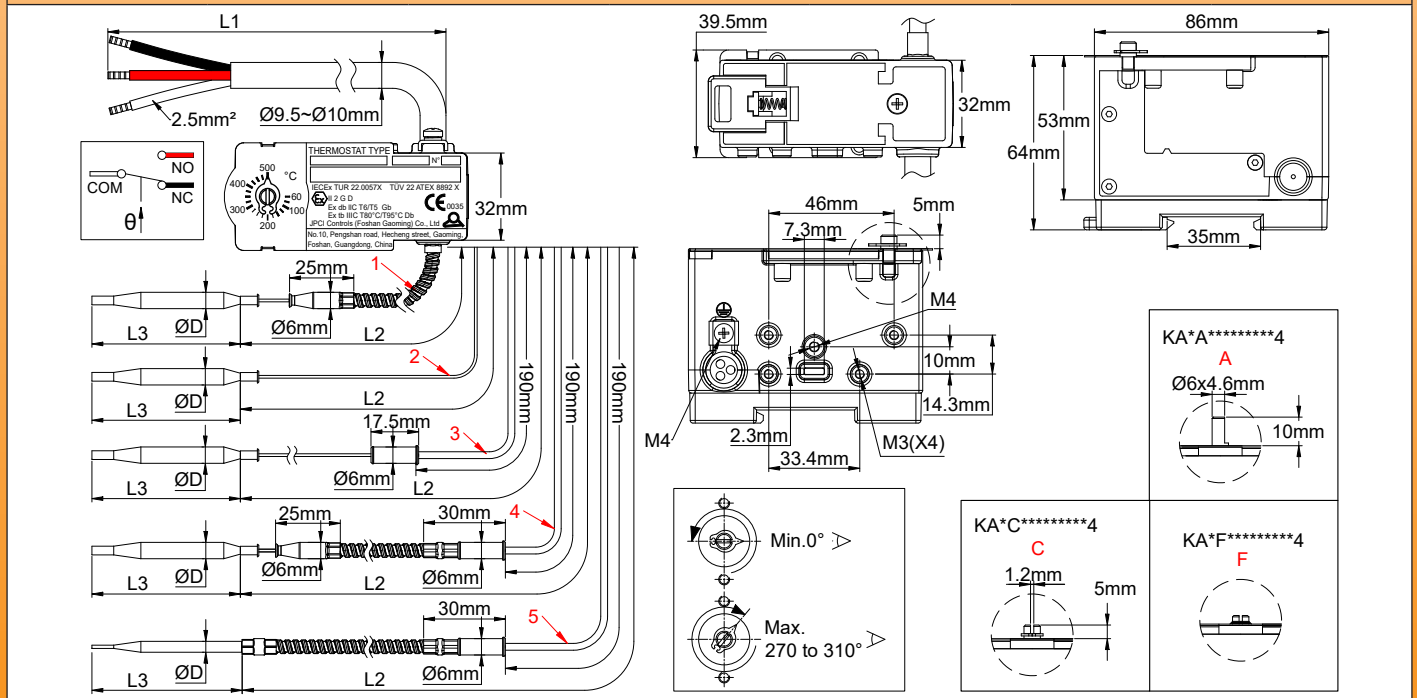 L1
2.5mm²
Ø9.5~Ø10mm
NO
COM
NC
θ
THERMOSTAT TYPE
N°
°C
500
400
300
200
100
60
IECEx TUR 22.0057X TÜV 22 ATEX 8892 X
Ex
II 2 G D
Ex db IIC T6/T5 Gb
Ex tb IIIC T80°C/T95°C Db
CE 0035
JPCI Controls (Foshan Gaoming) Co., Ltd
No.10, Pengshan road, Hecheng street, Gaoming,
Foshan, Guangdong, China
32mm
25mm
1
ØD
Ø6mm
L3
L2
2
ØD
L3
L2
17.5mm
3
ØD
Ø6mm
L3
L2
190mm
190mm
190mm
25mm
30mm
4
ØD
Ø6mm
Ø6mm
L3
L2
30mm
5
ØD
Ø6mm
L3
L2
39.5mm
32mm
86mm
53mm
64mm
35mm
46mm
7.3mm
5mm
M4
10mm
14.3mm
M4
2.3mm
M3(X4)
33.4mm
Min.0°
Max.
270 to 310°
KA*A*********4
A
Ø6x4.6mm
10mm
KA*C*********4
C
1.2mm
5mm
KA*F*********4
F